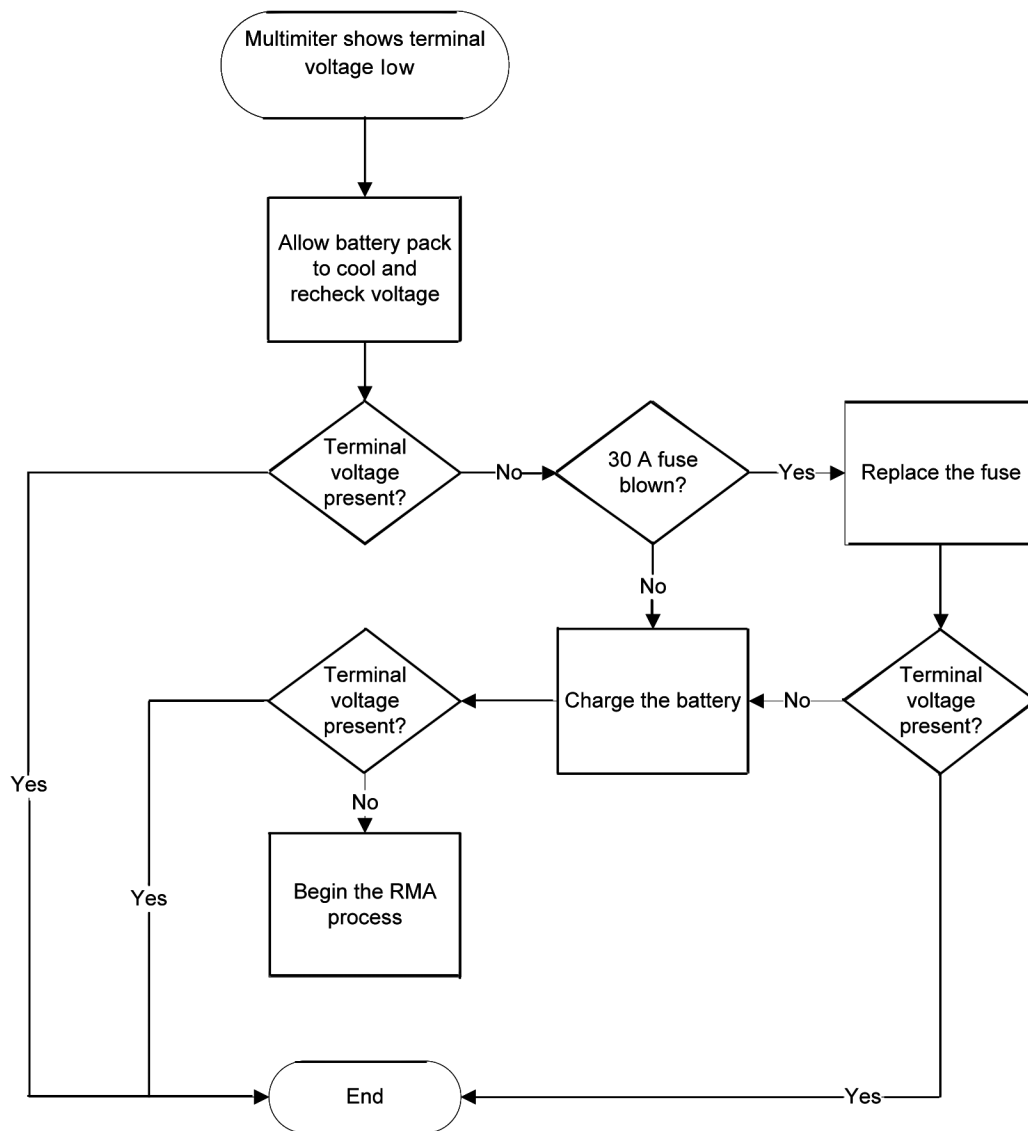 Multimiter shows terminal
voltage low
Allow battery pack
to cool and
recheck voltage
Terminal
voltage
present?
No
30 A fuse
blown?
Yes
Replace the fuse
No
Terminal
voltage
present?
Charge the battery
No
Terminal
voltage
present?
Yes
No
Begin the RMA
process
Yes
End
Yes